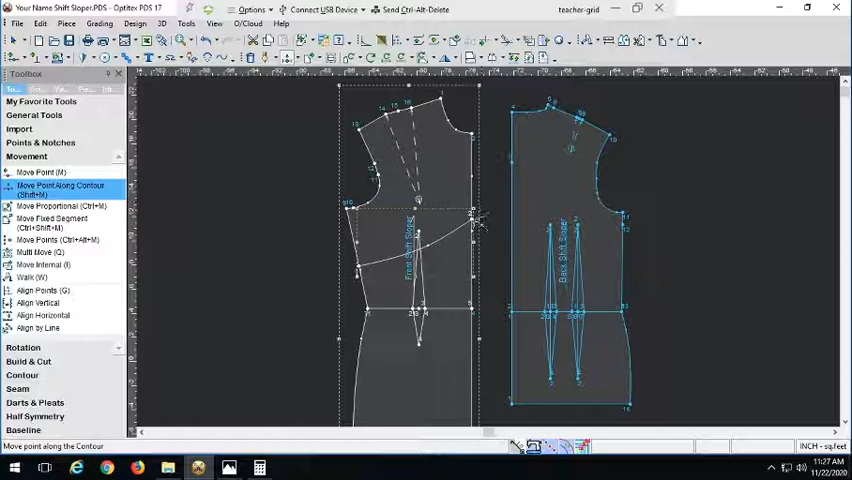 Your Name Shift Sloper.PDS - Optitex PDS 17
Options
Connect USB Device
Send Ctrl-Alt-Delete
teacher-grid
File Edit Piece Grading Design 3D Tools View O/Cloud Help
Toolbox
My Favorite Tools
General Tools
Import
Points & Notches
Movement
Move Point (M)
Move Point Along Contour (Shift+M)
Move Proportional (Ctrl+M)
Move Fixed Segment (Ctrl+Shift+M)
Move Points (Ctrl+Alt+M)
Multi Move (Q)
Move Internal (I)
Walk (W)
Align Points (G)
Align Vertical
Align Horizontal
Align by Line
Rotation
Build & Cut
Contour
Seam
Darts & Pleats
Half Symmetry
Baseline
Front Shift Sloper
Back Shift Sloper
Move point along the Contour
INCH - sq.feet
11:27 AM
11/22/2020